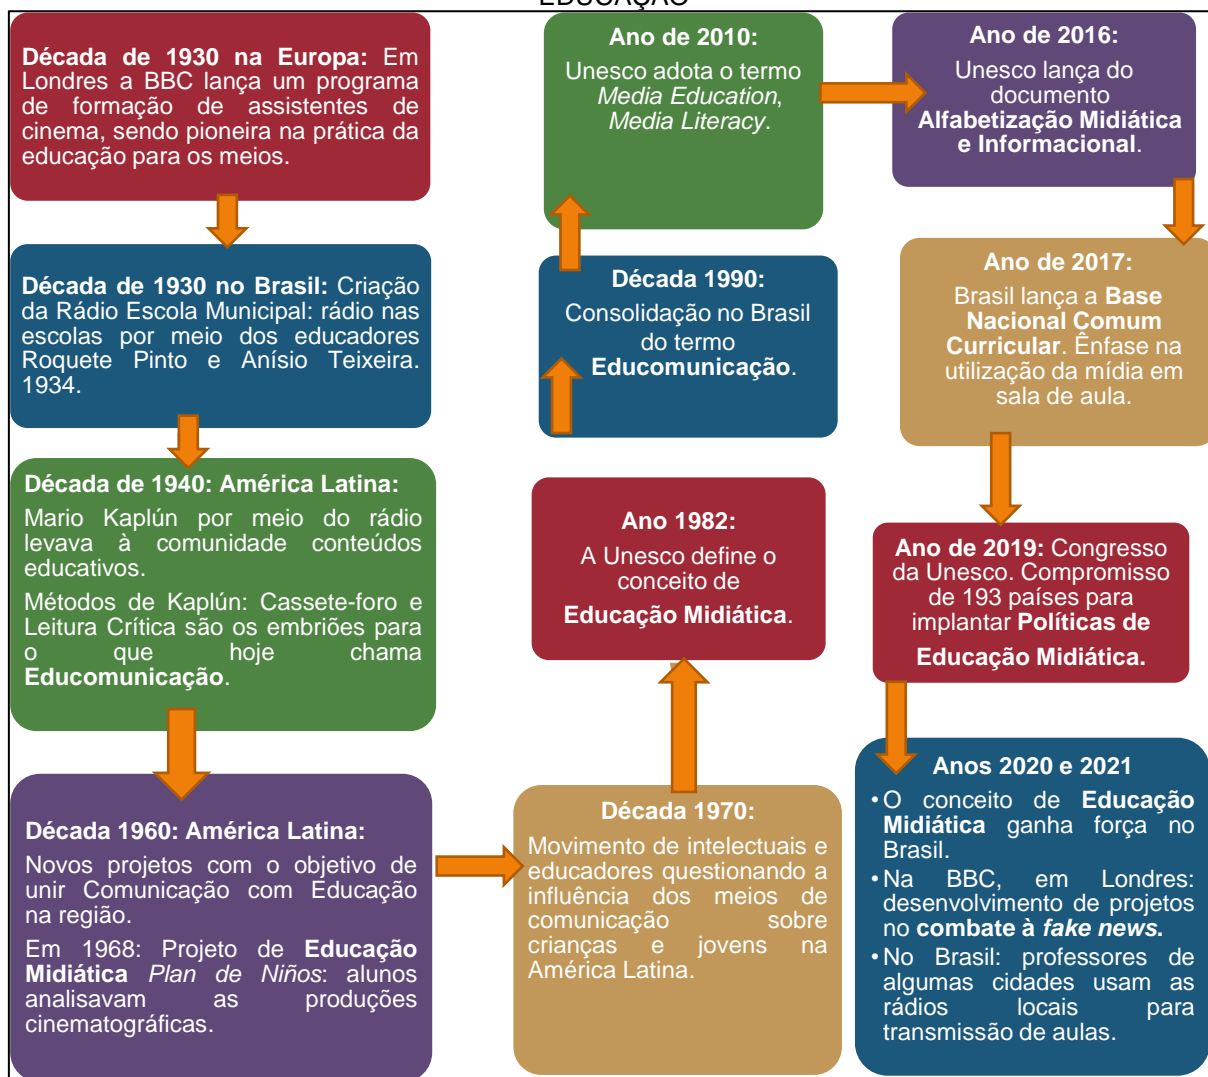 EDUCAÇÃO
Década de 1930 na Europa: Em
Londres a BBC lança um programa
de formação de assistentes de
cinema, sendo pioneira na prática da
educação para os meios.
Década de 1930 no Brasil: Criação
da Rádio Escola Municipal: rádio nas
escolas por meio dos educadores
Roquete Pinto e Anísio Teixeira.
1934.
Década de 1940: América Latina:
Mario Kaplún por meio do rádio
levava à comunidade conteúdos
educativos.
Métodos de Kaplún: Cassete-foro e
Leitura Crítica são os embriões para
o que hoje chama
Educomunicação.
Década 1960: América Latina:
Novos projetos com o objetivo de
unir Comunicação com Educação
na região.
Em 1968: Projeto de Educação
Midiática Plan de Niños: alunos
analisavam as produções
cinematográficas.
Década 1970:
Movimento de intelectuais e
educadores questionando a
influência dos meios de
comunicação sobre
crianças e jovens na
América Latina.
Ano 1982:
A Unesco define o
conceito de
Educação Midiática.
Década 1990:
Consolidação no Brasil
do termo
Educomunicação.
Ano de 2010:
Unesco adota o termo
Media Education,
Media Literacy.
Ano de 2016:
Unesco lança do
documento
Alfabetização Midiática
e Informacional.
Ano de 2017:
Brasil lança a Base
Nacional Comum
Curricular. Ênfase na
utilização da mídia em
sala de aula.
Ano de 2019: Congresso
da Unesco. Compromisso
de 193 países para
implantar Políticas de
Educação Midiática.
Anos 2020 e 2021
• O conceito de Educação
Midiática ganha força no
Brasil.
• Na BBC, em Londres:
desenvolvimento de projetos
no combate à fake news.
• No Brasil: professores de
algumas cidades usam as
rádios locais para
transmissão de aulas.